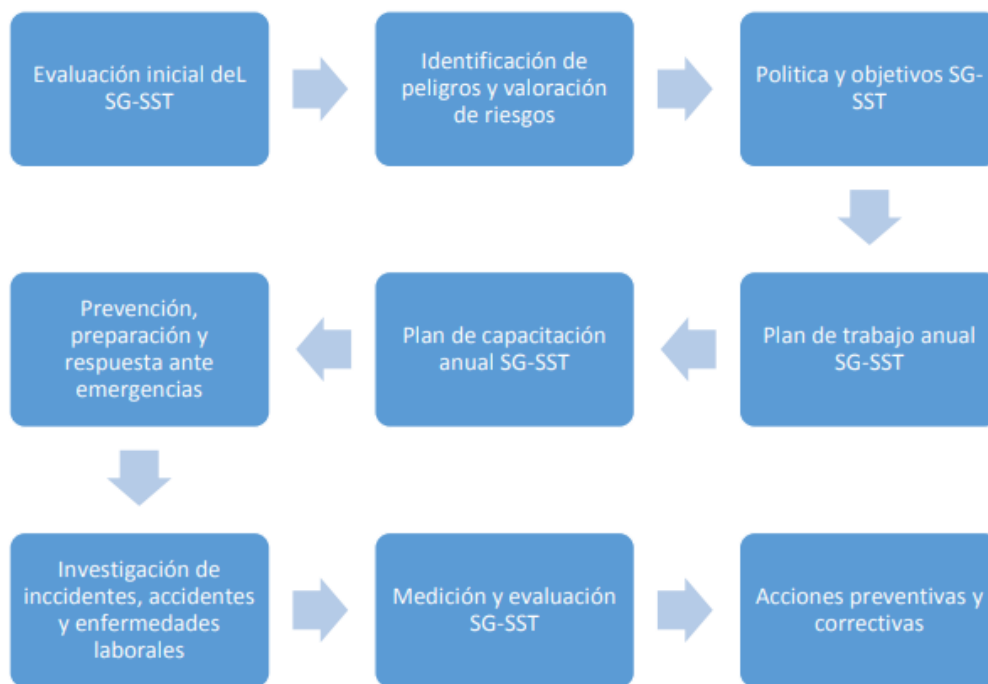 Evaluación inicial deL
SG-SST
Identificación de
peligros y valoración
de riesgos
Politica y objetivos SG-
SST
Plan de trabajo anual
SG-SST
Plan de capacitación
anual SG-SST
Prevención,
preparación y
respuesta ante
emergencias
Investigación de
inccidentes, accidentes
y enfermedades
laborales
Medición y evaluación
SG-SST
Acciones preventivas y
correctivas